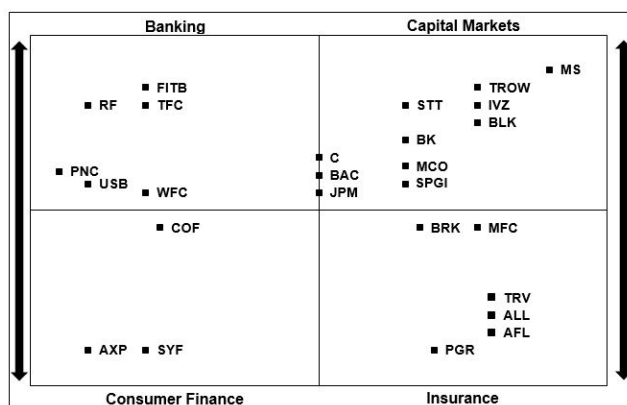 Banking
Capital Markets
MS
FITB
TROW
RF
TFC
STT
IVZ
BLK
BK
C
PNC
BAC
MCO
USB
SPGI
WFC
JPM
COF
BRK
MFC
TRV
ALL
AFL
AXP
SYF
PGR
Consumer Finance
Insurance